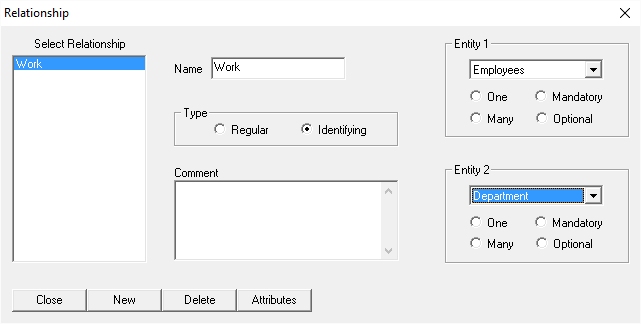 Relationship
Select Relationship
Work
Name Work
Type
Regular Identifying
Comment
Entity 1
Employees
One Mandatory
Many Optional
Entity 2
Department
One Mandatory
Many Optional
Close New Delete Attributes